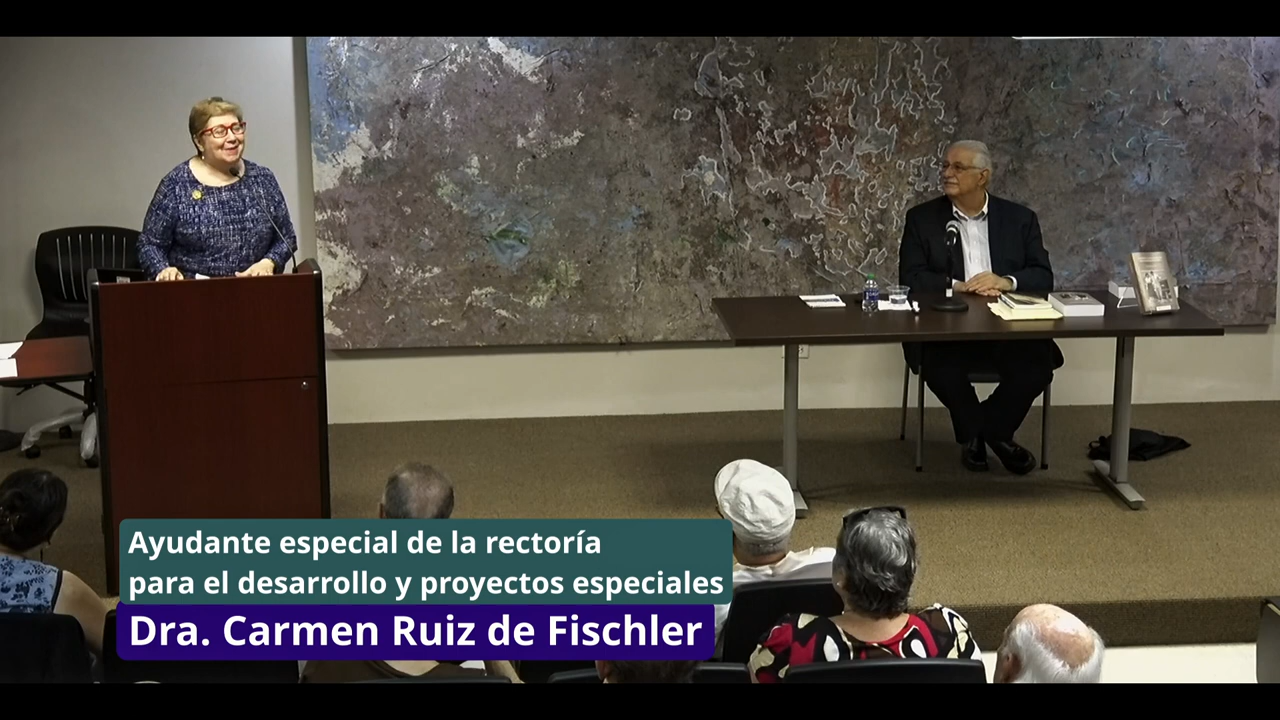 Ayudante especial de la rectoría
para el desarrollo y proyectos especiales
Dra. Carmen Ruiz de Fischler